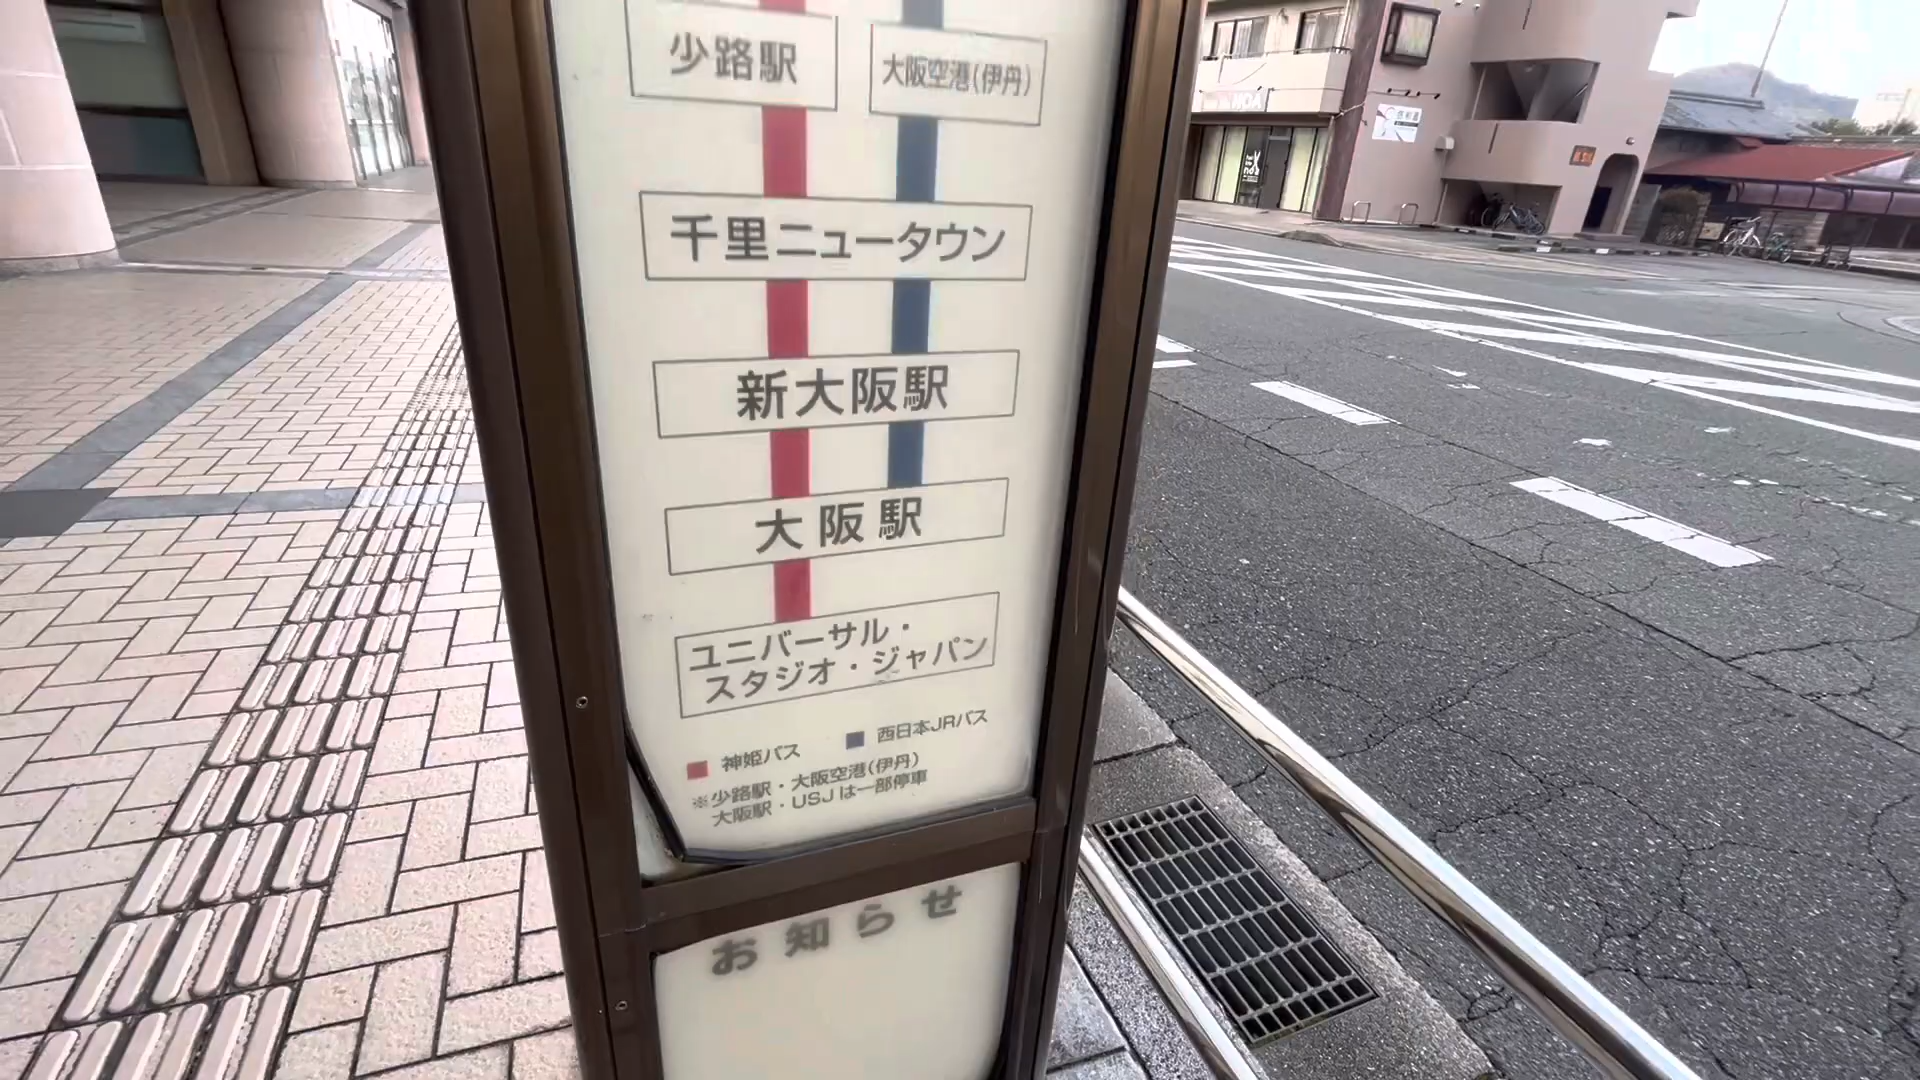 少路駅
大阪空港(伊丹)
千里ニュータウン
新大阪駅
大阪駅
ユニバーサル・
スタジオ・ジャパン
神姫バス
西日本JRバス
※少路駅・大阪空港(伊丹)
大阪駅・USJは一部停車
お知らせ